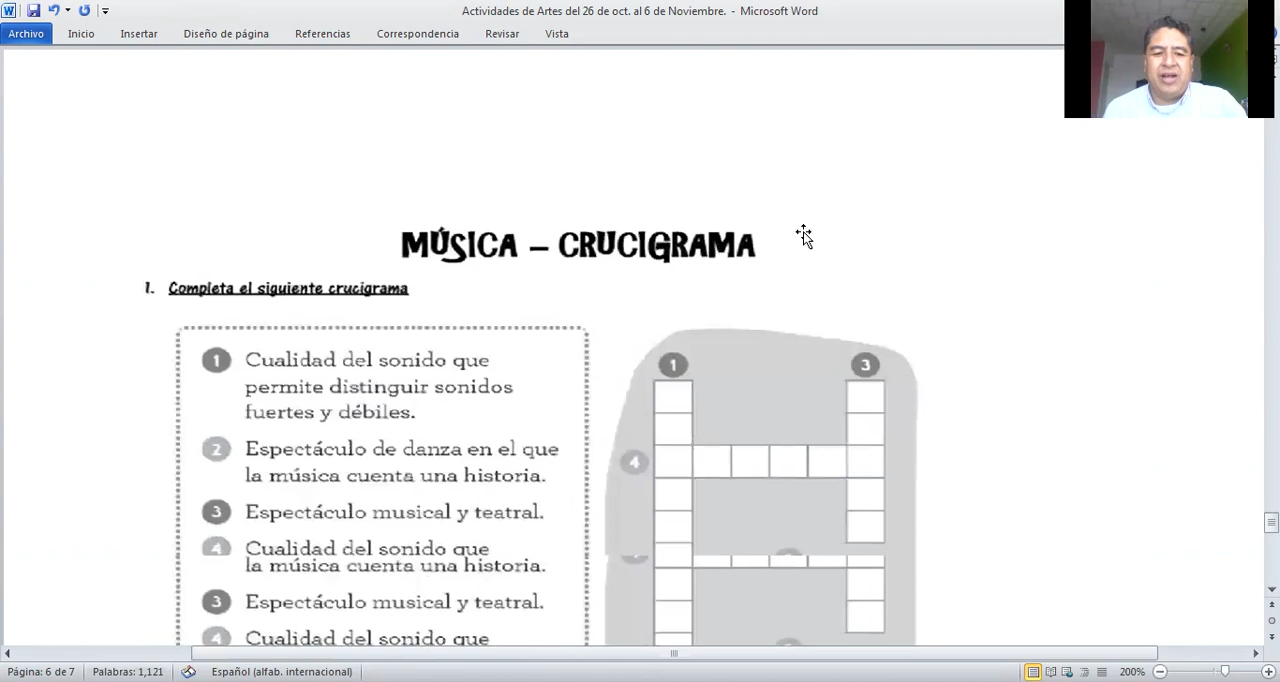 Actividades de Artes del 26 de oct. al 6 de Noviembre. - Microsoft Word
Archivo Inicio Insertar Diseño de página Referencias Correspondencia Revisar Vista
MÚSICA – CRUCIGRAMA
1. Completa el siguiente crucigrama
1 Cualidad del sonido que
permite distinguir sonidos
fuertes y débiles.
2 Espectáculo de danza en el que
la música cuenta una historia.
3 Espectáculo musical y teatral.
4 Cualidad del sonido que
la música cuenta una historia.
3 Espectáculo musical y teatral.
4 Cualidad del sonido que
1 3
4
Página: 6 de 7 Palabras: 1,121 Español (alfab. internacional) 200%